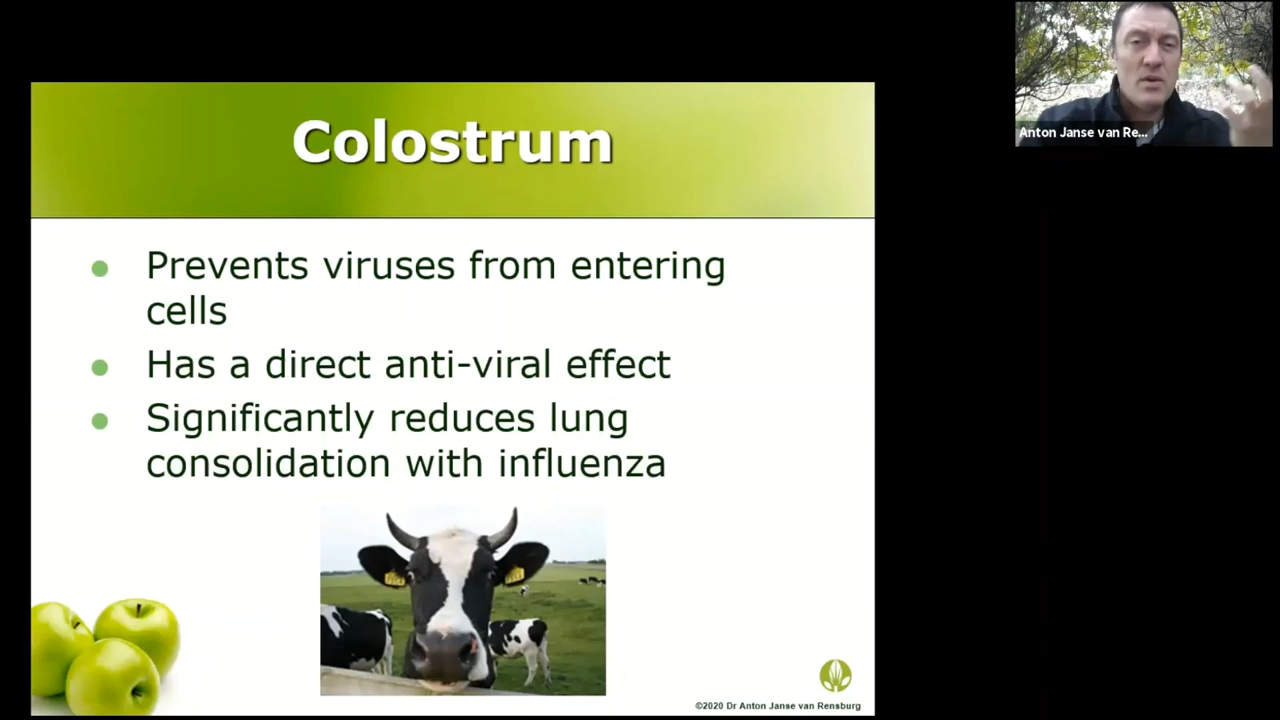 Colostrum
Anton Janse van Re...
Prevents viruses from entering
cells
Has a direct anti-viral effect
Significantly reduces lung
consolidation with influenza
©2020 Dr Anton Janse van Rensburg